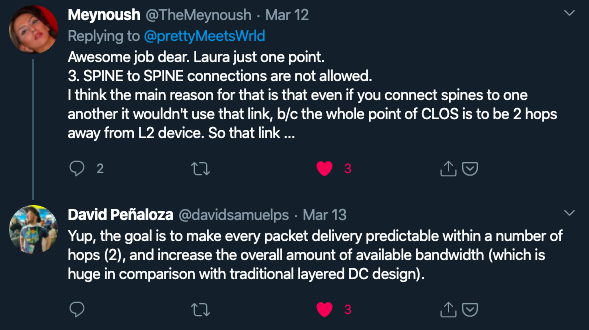 Meynoush @TheMeynoush · Mar 12
Replying to @prettyMeetsWrld
Awesome job dear. Laura just one point.
3. SPINE to SPINE connections are not allowed.
I think the main reason for that is that even if you connect spines to one
another it wouldn't use that link, b/c the whole point of CLOS is to be 2 hops
away from L2 device. So that link ...
2 3
David Peñaloza @davidsamuelps · Mar 13
Yup, the goal is to make every packet delivery predictable within a number of
hops (2), and increase the overall amount of available bandwidth (which is
huge in comparison with traditional layered DC design).
3